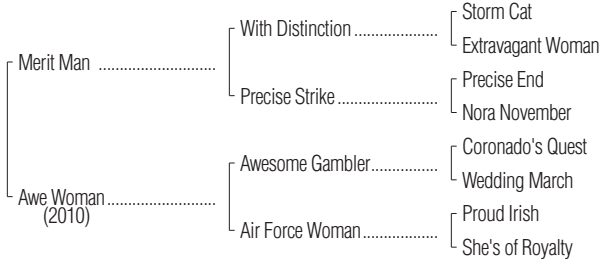 Storm Cat
With Distinction ....................
Extravagant Woman
Merit Man ............................
Precise End
Precise Strike ........................
Nora November
Coronado's Quest
Awesome Gambler ................
Wedding March
Awe Woman ..........................
(2010)
Proud Irish
Air Force Woman ..................
She's of Royalty